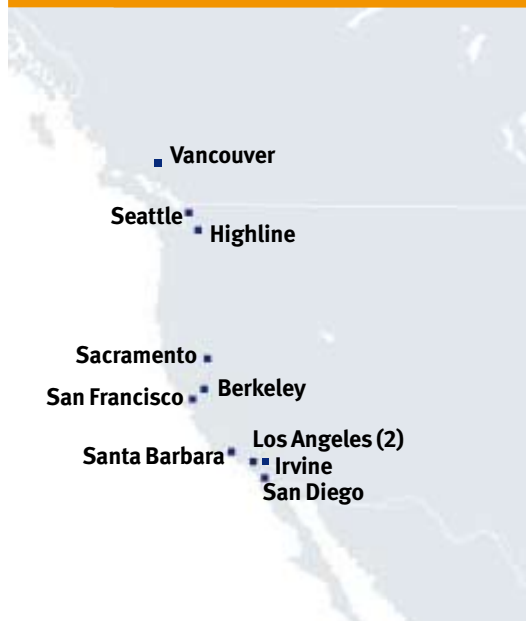 Vancouver
Seattle
Highline
Sacramento
Berkeley
San Francisco
Los Angeles (2)
Santa Barbara
Irvine
San Diego